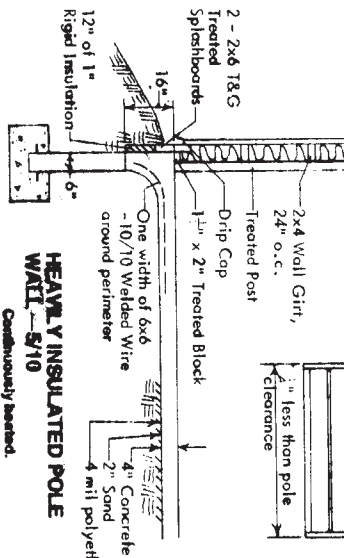 2 - 2x6 T&G
Treated
Splashboards
2x4 Wall Girt,
24" o.c.
Treated Post
Drip Cap
" x 2" Treated Block
" less than pole
clearance
16"
12" of 1"
Rigid Insulation
6"
One width of 6x6
-10/10 Welded Wire
around perimeter
4" Concrete
2" Sand
4 mil polyeth
HEAVILY INSULATED POLE
WALL—5/10
Continuously heated.